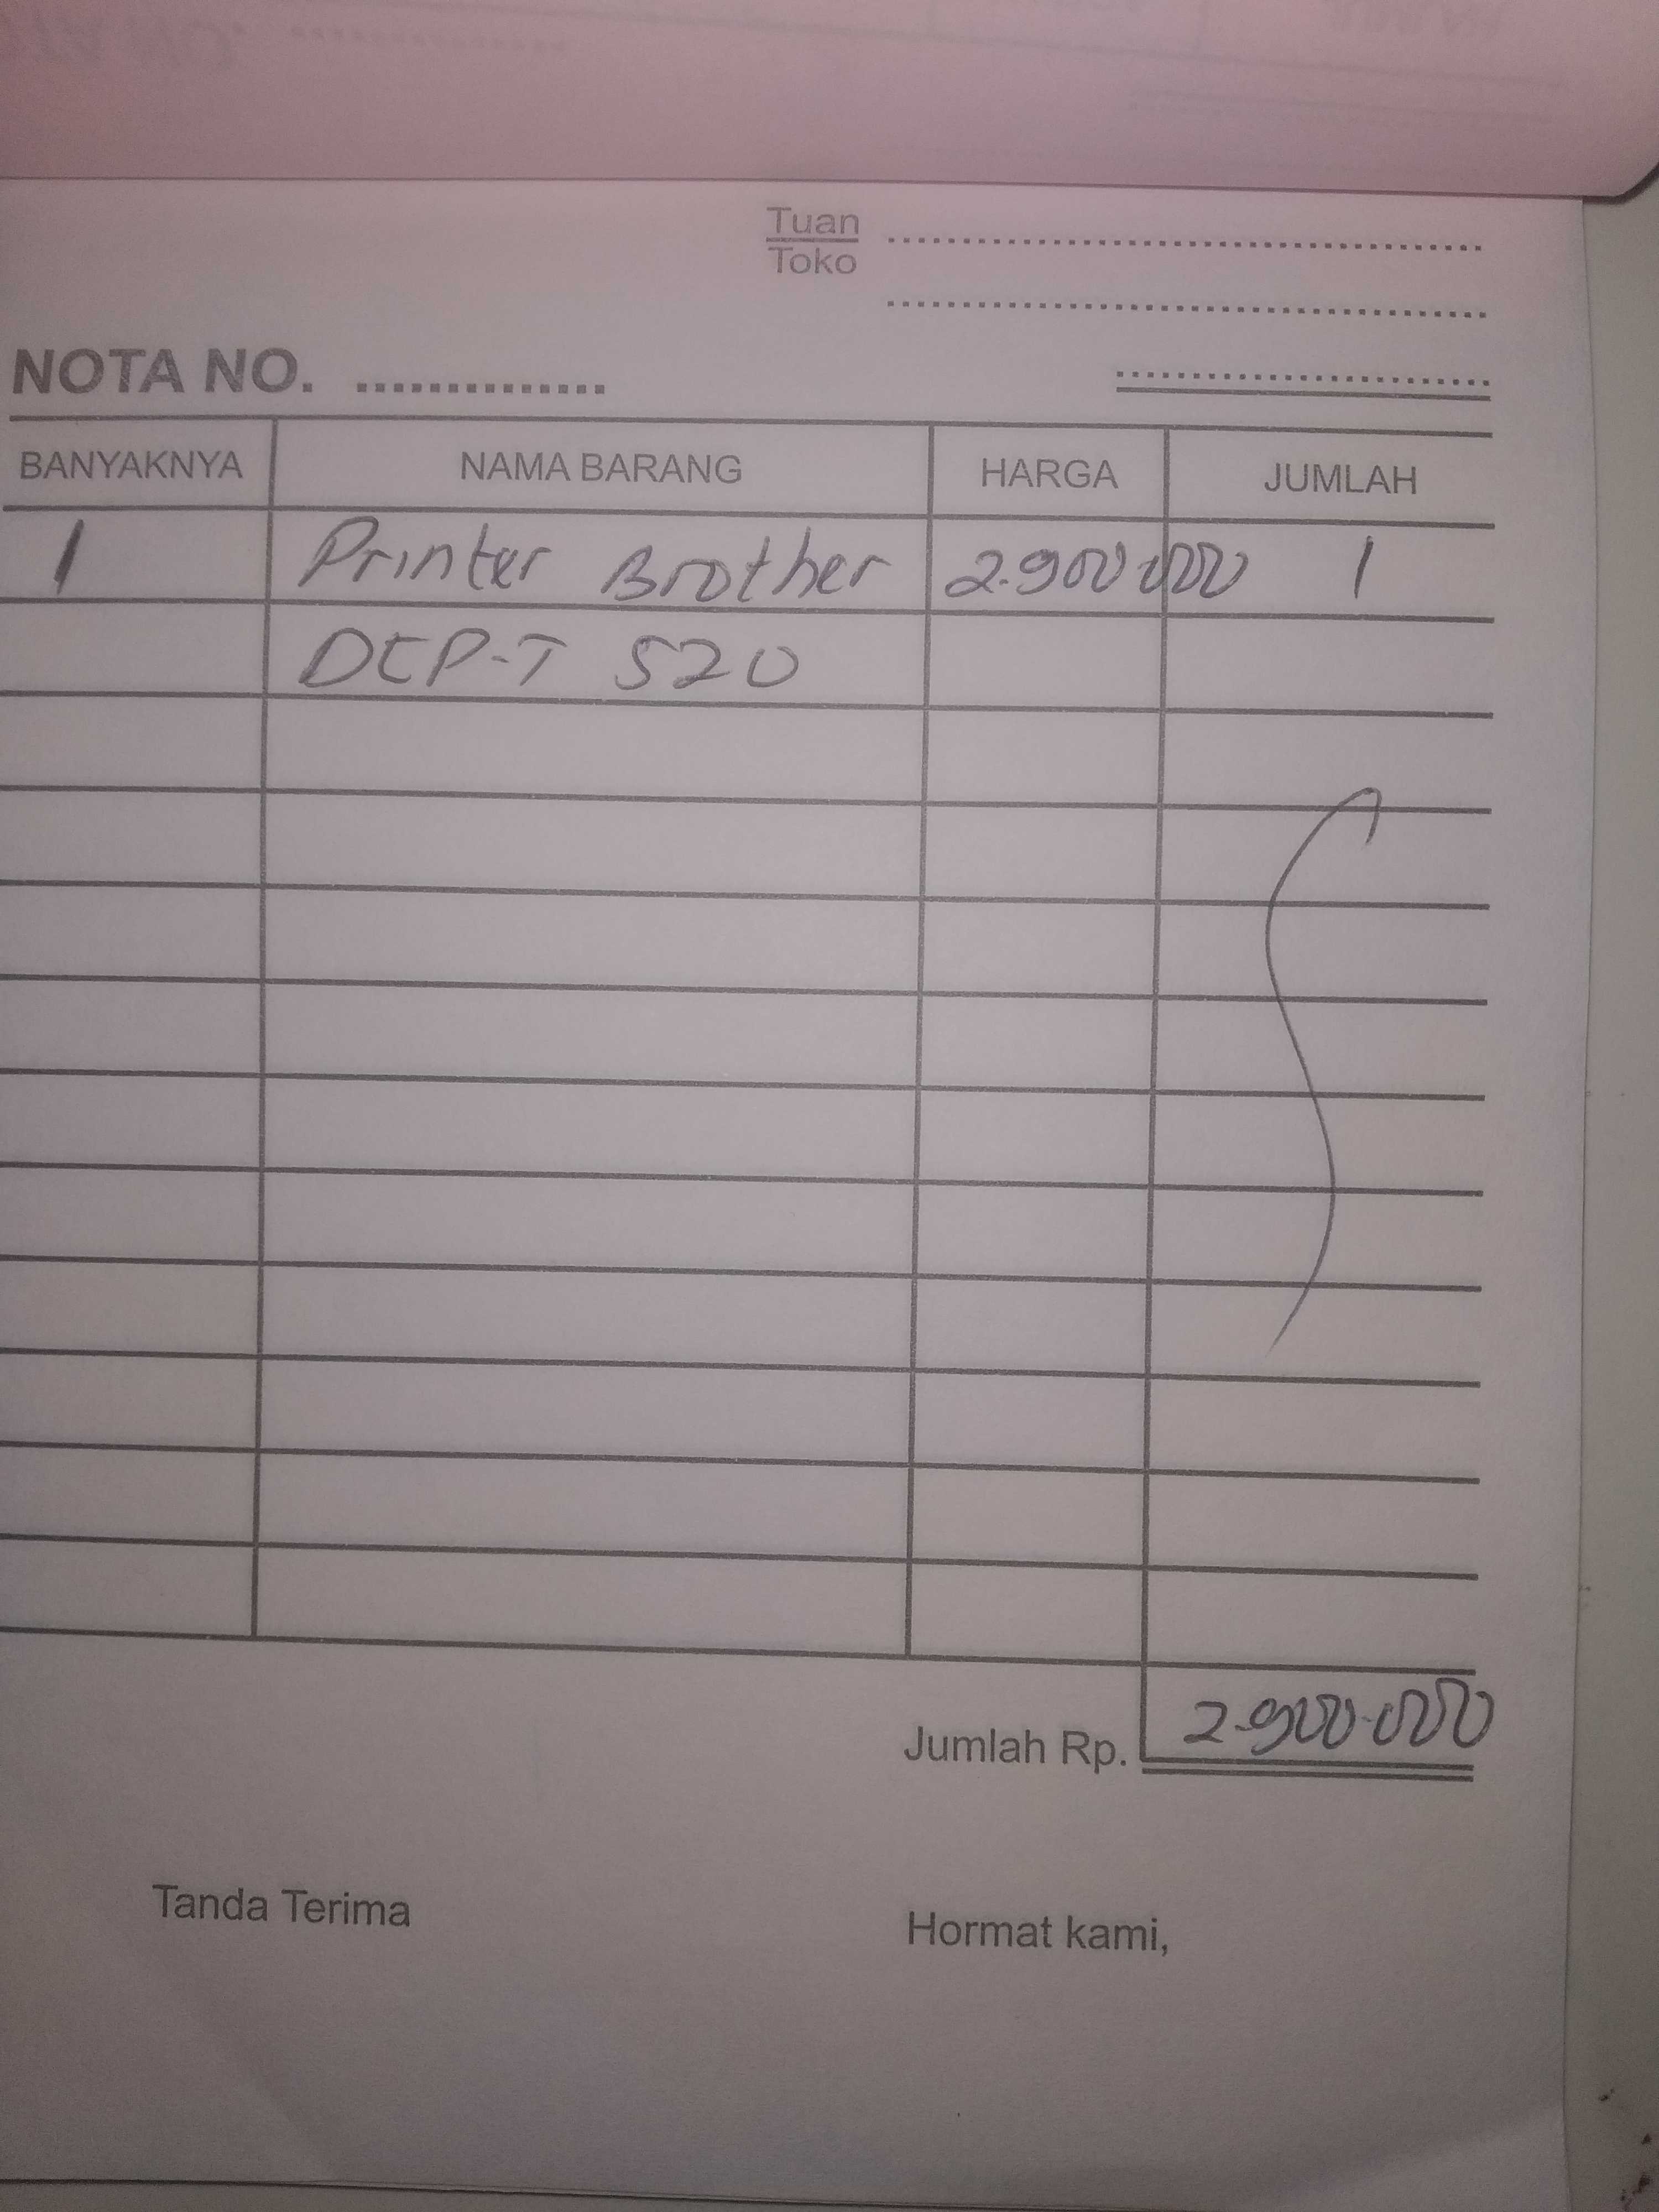 Tuan
Toko
NOTA NO. ...............
BANYAKNYA NAMA BARANG HARGA JUMLAH
1 Printer Brother 2.900.000 1
DCP-T 520
Jumlah Rp. 2.900.000
Tanda Terima Hormat kami,